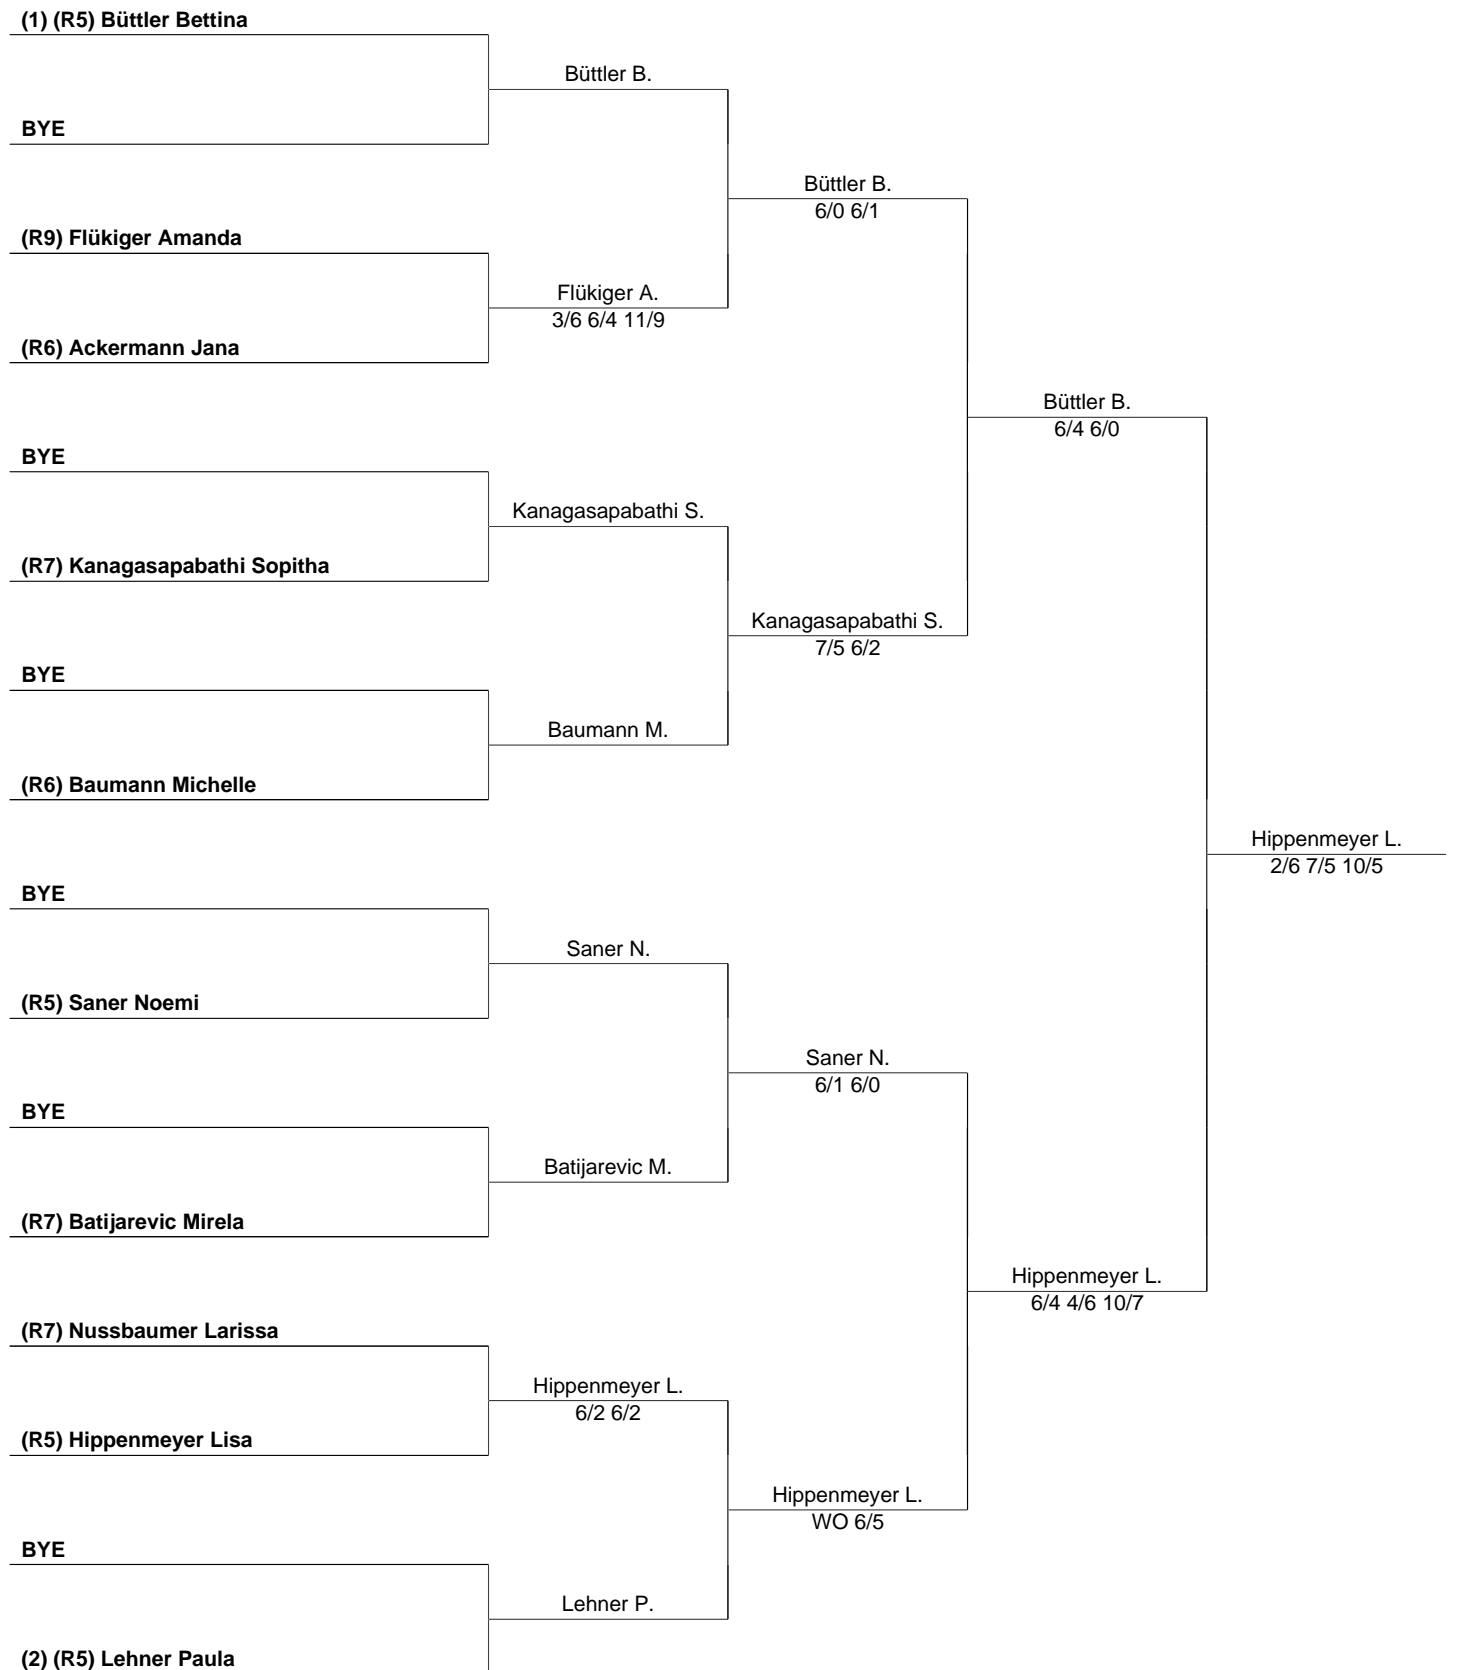 (1) (R5) Büttler Bettina
Büttler B.
BYE
Büttler B.
6/0 6/1
(R9) Flükiger Amanda
Flükiger A.
3/6 6/4 11/9
(R6) Ackermann Jana
Büttler B.
6/4 6/0
BYE
Kanagasapabathi S.
(R7) Kanagasapabathi Sopitha
Kanagasapabathi S.
7/5 6/2
BYE
Baumann M.
(R6) Baumann Michelle
Hippenmeyer L.
2/6 7/5 10/5
BYE
Saner N.
(R5) Saner Noemi
Saner N.
6/1 6/0
BYE
Batijarevic M.
(R7) Batijarevic Mirela
Hippenmeyer L.
6/4 4/6 10/7
(R7) Nussbaumer Larissa
Hippenmeyer L.
6/2 6/2
(R5) Hippenmeyer Lisa
Hippenmeyer L.
WO 6/5
BYE
Lehner P.
(2) (R5) Lehner Paula